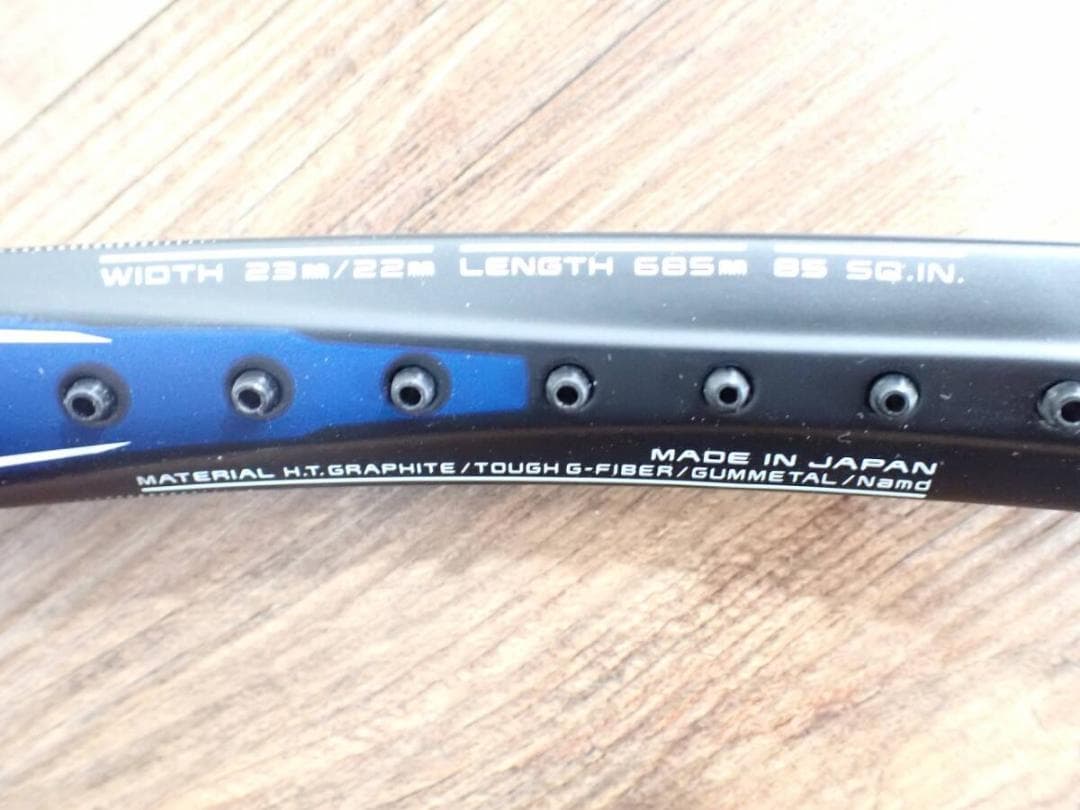 WIDTH 23mm/22mm LENGTH 685mm 85 SQ.IN.
MADE IN JAPAN
MATERIAL H.T.GRAPHITE/TOUGH G-FIBER/GUMMETAL/Namd